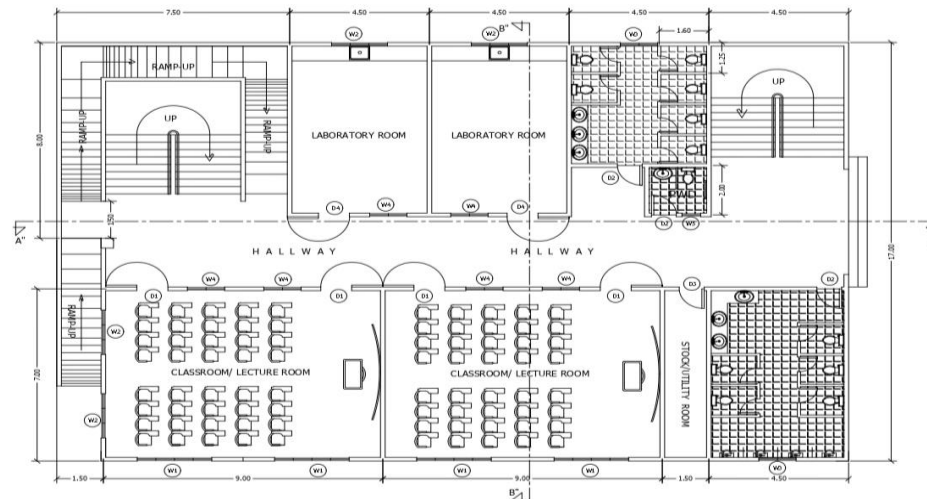 7.50 4.50 4.50 4.50 4.50
W2 B" W2 W3 1.60
RAMP-UP
1.25
UP UP
RAMP-UP RAMP-UP
LABORATORY ROOM LABORATORY ROOM
8.00
D2
PWD 2.00
1.50 D4 W4 W4 D4 D2 W5
A"
HALLWAY HALLWAY
17.00
W4 W4 W4 W4 D3 D2
D1 D1 D1 D1
RAMP-UP
W2
7.00
CLASSROOM/ LECTURE ROOM CLASSROOM/ LECTURE ROOM STOCK/UTILITY ROOM
W2
W1 W1 W1 W1
1.50 9.00 9.00 1.50 4.50
B"